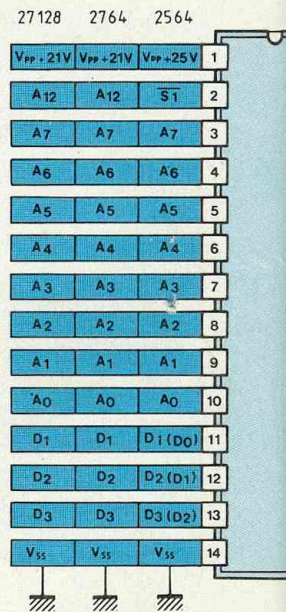 27128 2764 2564
VPP+21V VPP+21V VPP+25V 1
A12 A12 S1 2
A7 A7 A7 3
A6 A6 A6 4
A5 A5 A5 5
A4 A4 A4 6
A3 A3 A3 7
A2 A2 A2 8
A1 A1 A1 9
A0 A0 A0 10
D1 D1 D1(D0) 11
D2 D2 D2(D1) 12
D3 D3 D3(D2) 13
VSS VSS VSS 14